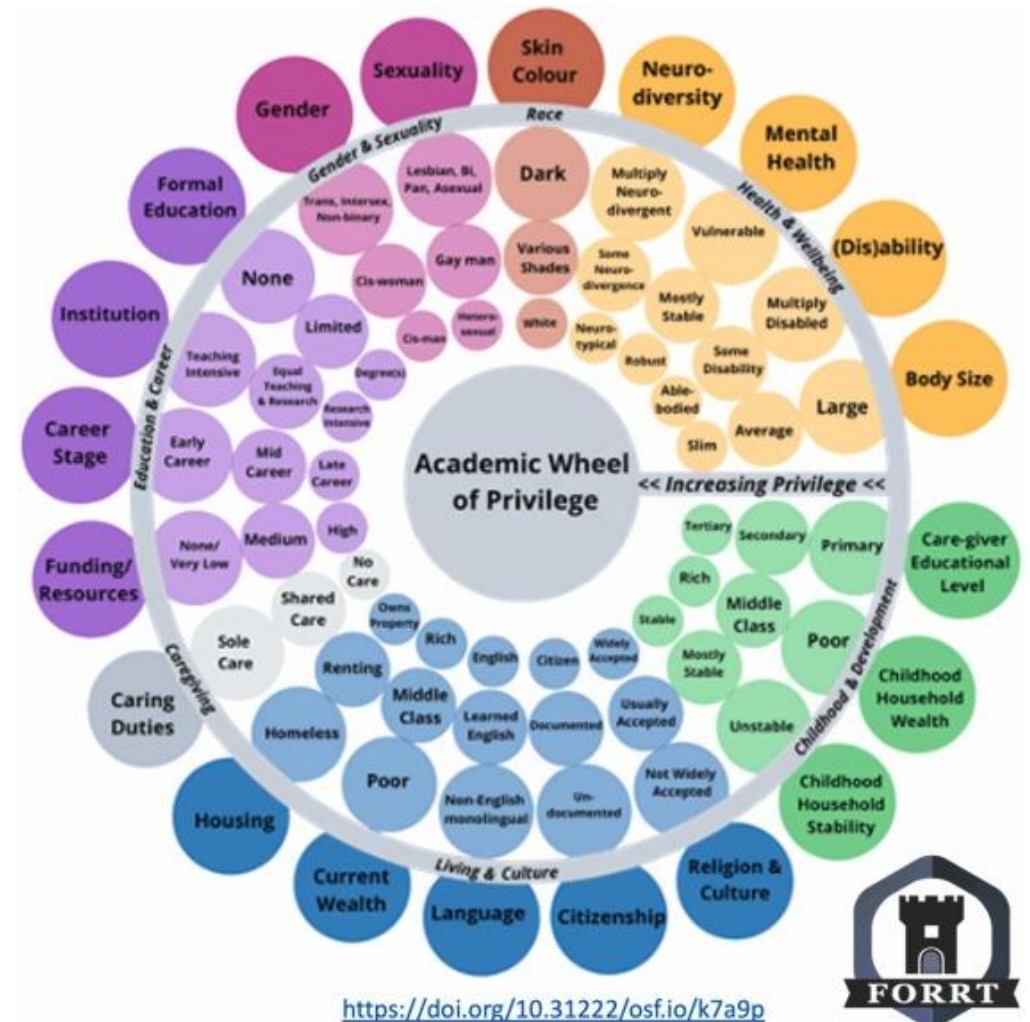 Skin
Colour
Neuro-
diversity
Mental
Health
(Dis)ability
Body Size
Care-giver
Educational
Level
Childhood
Household
Wealth
Childhood
Household
Stability
Religion &
Culture
Citizenship
Language
Current
Wealth
Housing
Caring
Duties
Funding/
Resources
Career
Stage
Institution
Formal
Education
Gender
Sexuality
Race
Health & Wellbeing
Childhood & Development
Living & Culture
Caregiving
Education & Career
Gender & Sexuality
Dark
Various
Shades
White
Multiply
Neuro-
divergent
Some
Neuro-
divergence
Neuro-
typical
Vulnerable
Mostly
Stable
Robust
Multiply
Disabled
Some
Disability
Able-
bodied
Large
Average
Slim
<< Increasing Privilege <<
Primary
Secondary
Tertiary
Poor
Middle
Class
Rich
Unstable
Mostly
Stable
Stable
Not Widely
Accepted
Usually
Accepted
Widely
Accepted
Un-
documented
Documented
Citizen
Non-English
monolingual
Learned
English
English
Poor
Middle
Class
Rich
Homeless
Renting
Owns
Property
Sole
Care
Shared
Care
No
Care
None/
Very Low
Medium
High
Early
Career
Mid
Career
Late
Career
Teaching
Intensive
Equal
Teaching
& Research
Research
Intensive
None
Limited
Degree(s)
Trans, Intersex,
Non-binary
Cis-woman
Cis-man
Lesbian, Bi,
Pan, Asexual
Gay man
Hetero-
sexual
Academic Wheel
of Privilege
FORRT
https://doi.org/10.31222/osf.io/k7a9p